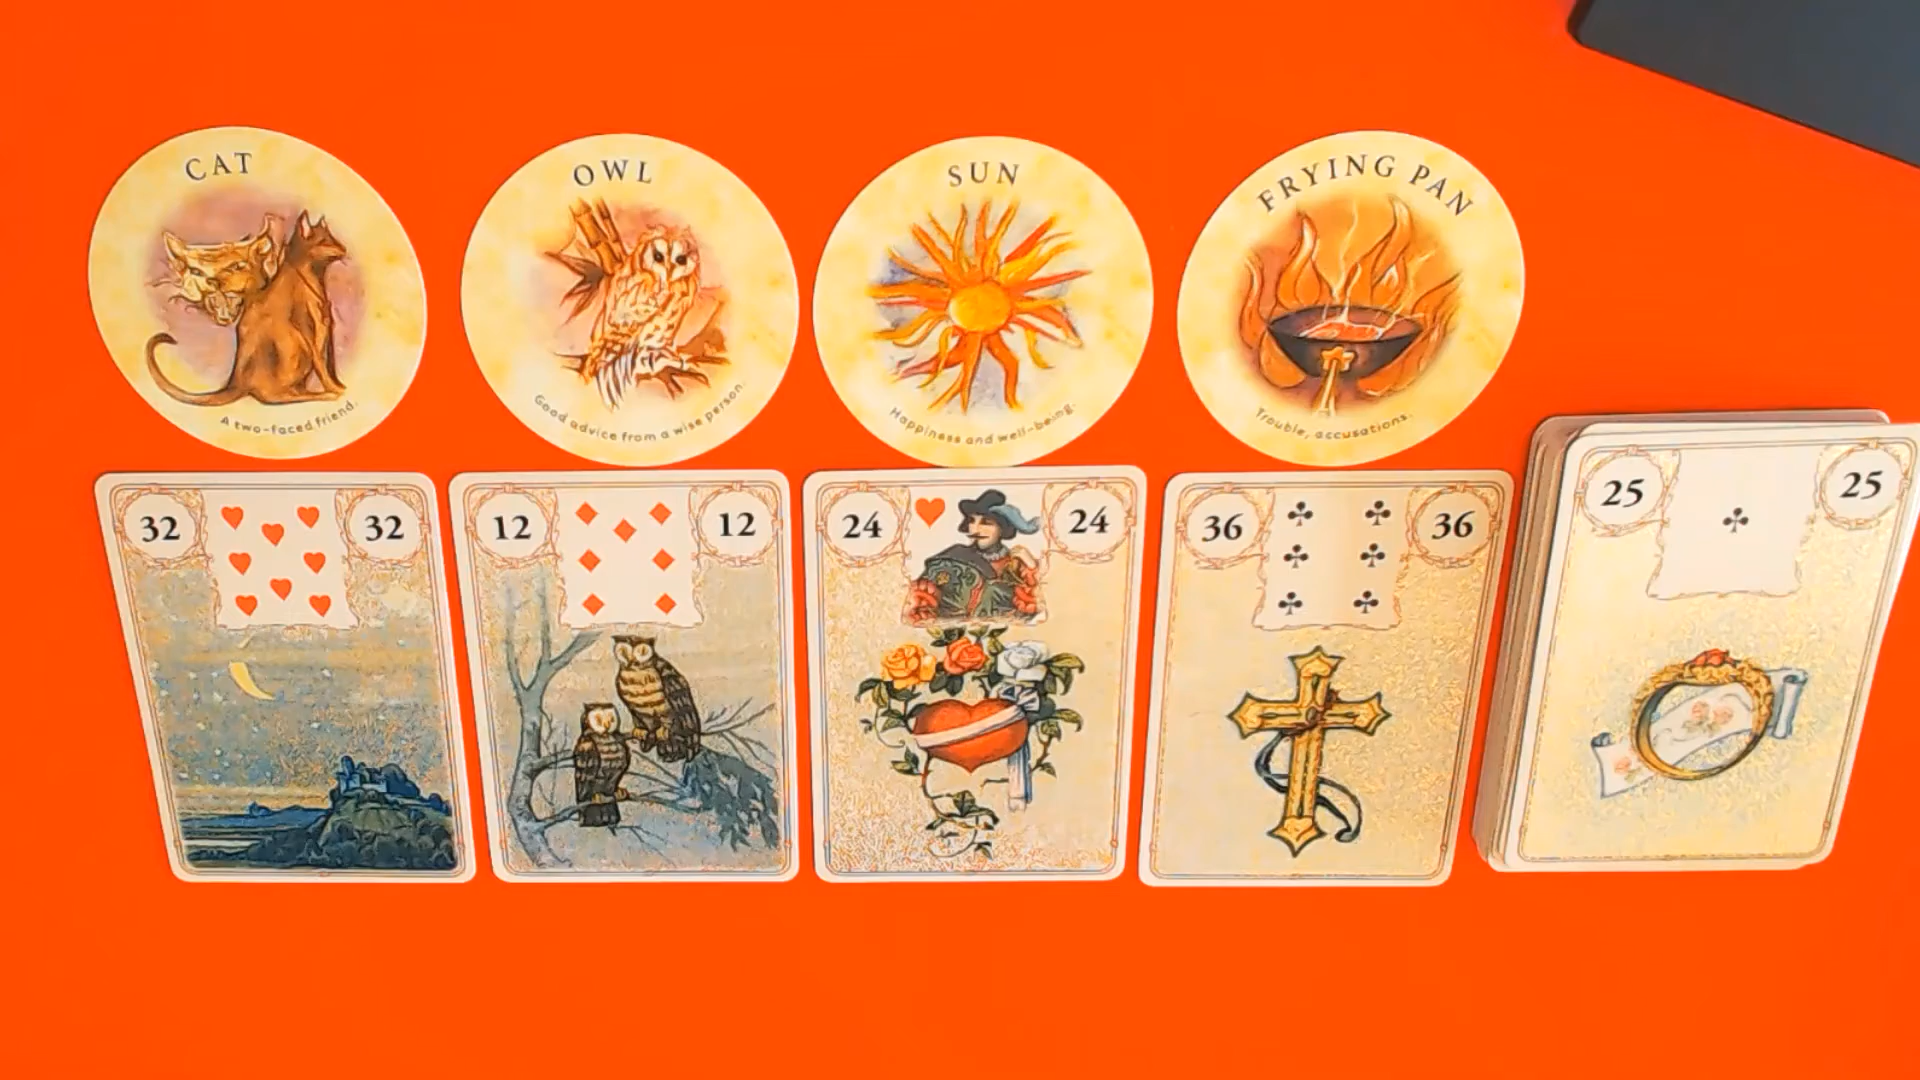 CAT
A two-faced friend.
OWL
Good advice from a wise person.
SUN
Happiness and well-being.
FRYING PAN
Trouble, accusations.
32 32
12 12
24 24
36 36
25 25